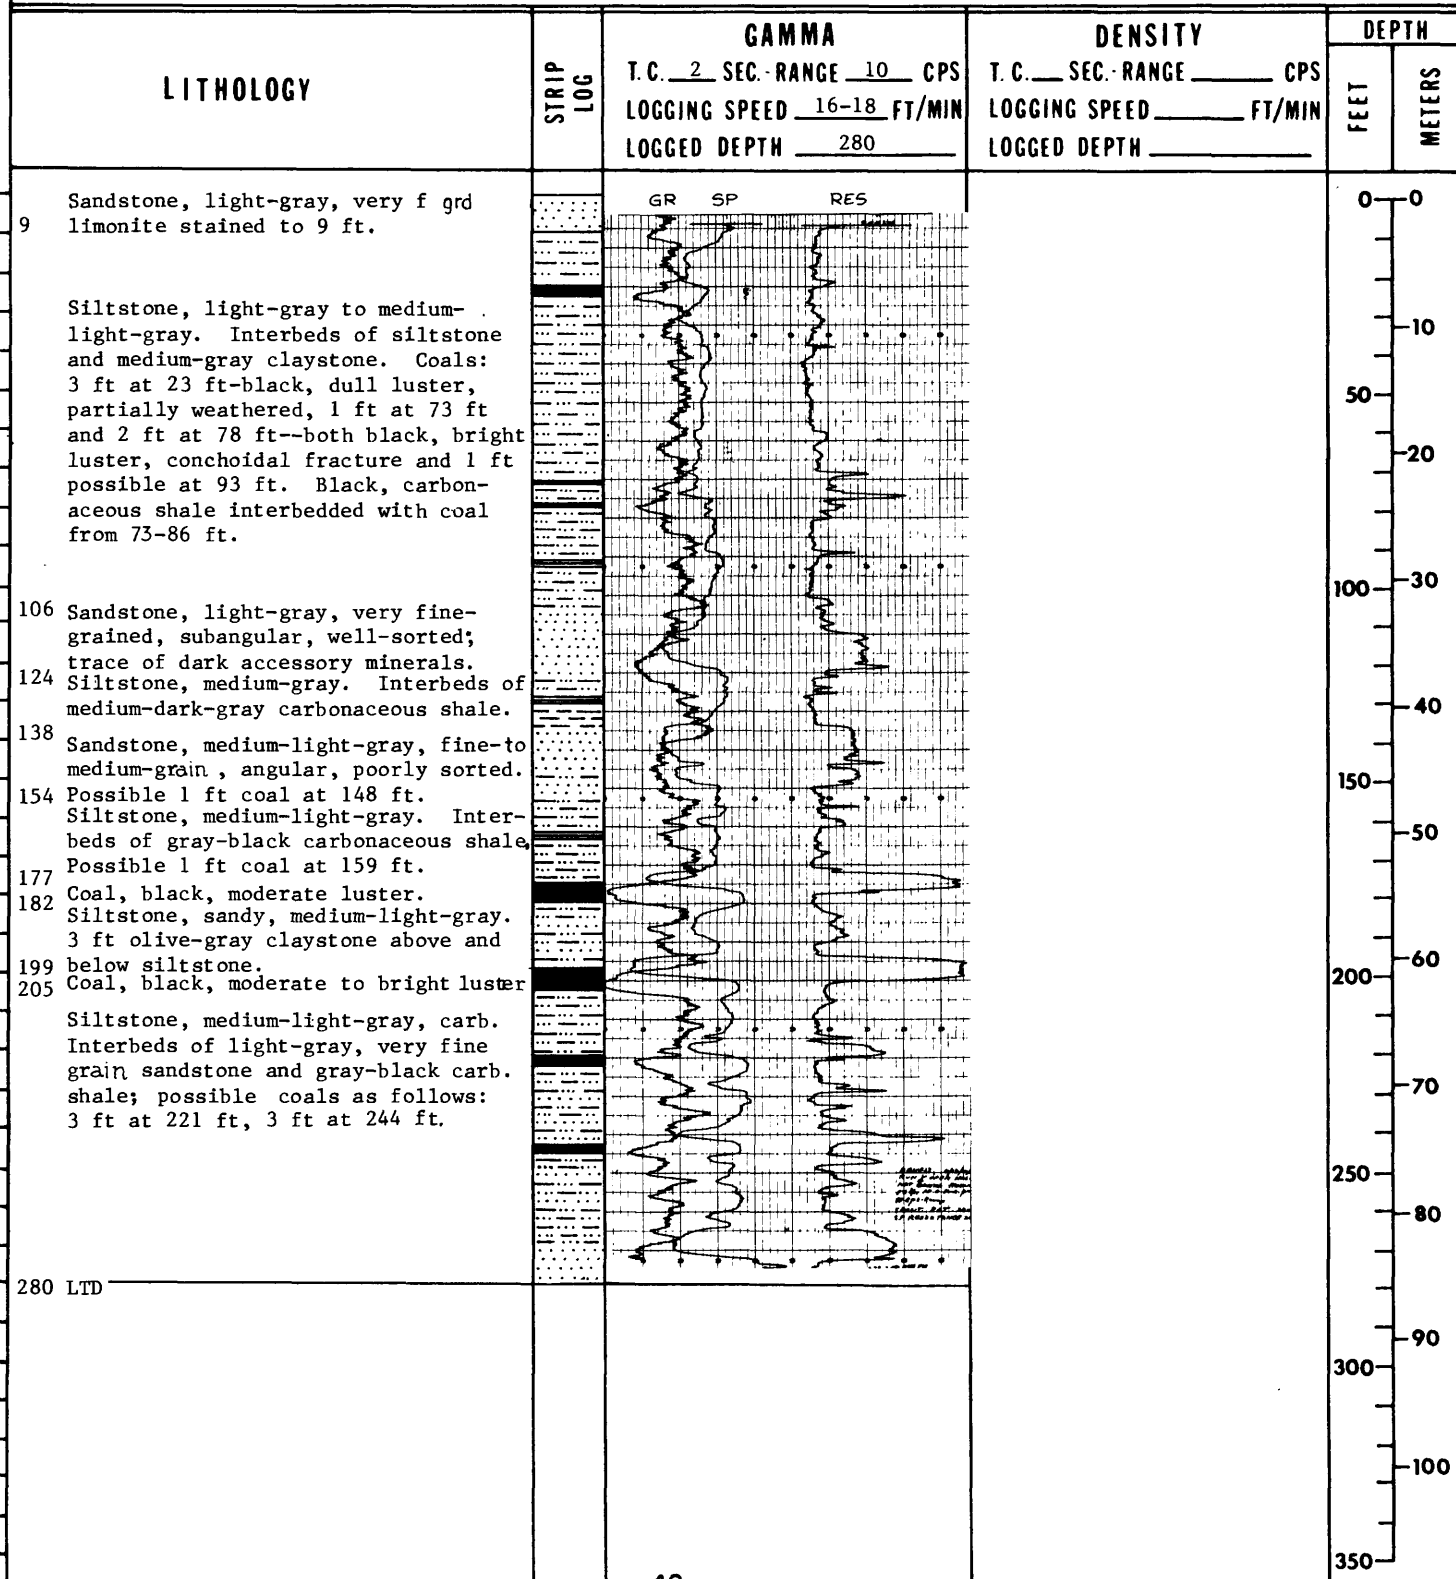 LITHOLOGY
STRIP LOG
GAMMA
T.C. 2 SEC.-RANGE 10 CPS
LOGGING SPEED 16-18 FT/MIN
LOGGED DEPTH 280
DENSITY
T.C. SEC.-RANGE CPS
LOGGING SPEED FT/MIN
LOGGED DEPTH
DEPTH
FEET
METERS
GR SP RES
Sandstone, light-gray, very f grd
9 limonite stained to 9 ft.
Siltstone, light-gray to medium-
light-gray. Interbeds of siltstone
and medium-gray claystone. Coals:
3 ft at 23 ft-black, dull luster,
partially weathered, 1 ft at 73 ft
and 2 ft at 78 ft--both black, bright
luster, conchoidal fracture and 1 ft
possible at 93 ft. Black, carbon-
aceous shale interbedded with coal
from 73-86 ft.
106 Sandstone, light-gray, very fine-
grained, subangular, well-sorted;
trace of dark accessory minerals.
124 Siltstone, medium-gray. Interbeds of
medium-dark-gray carbonaceous shale.
138
Sandstone, medium-light-gray, fine-to
medium-grain, angular, poorly sorted.
154 Possible 1 ft coal at 148 ft.
Siltstone, medium-light-gray. Inter-
beds of gray-black carbonaceous shale,
Possible 1 ft coal at 159 ft.
177
Coal, black, moderate luster.
182
Siltstone, sandy, medium-light-gray.
3 ft olive-gray claystone above and
199 below siltstone.
205 Coal, black, moderate to bright luster
Siltstone, medium-light-gray, carb.
Interbeds of light-gray, very fine
grain sandstone and gray-black carb.
shale; possible coals as follows:
3 ft at 221 ft, 3 ft at 244 ft.
280 LTD
0 0
10
50
20
100 30
40
150
50
200 60
70
250
80
90
300
100
350